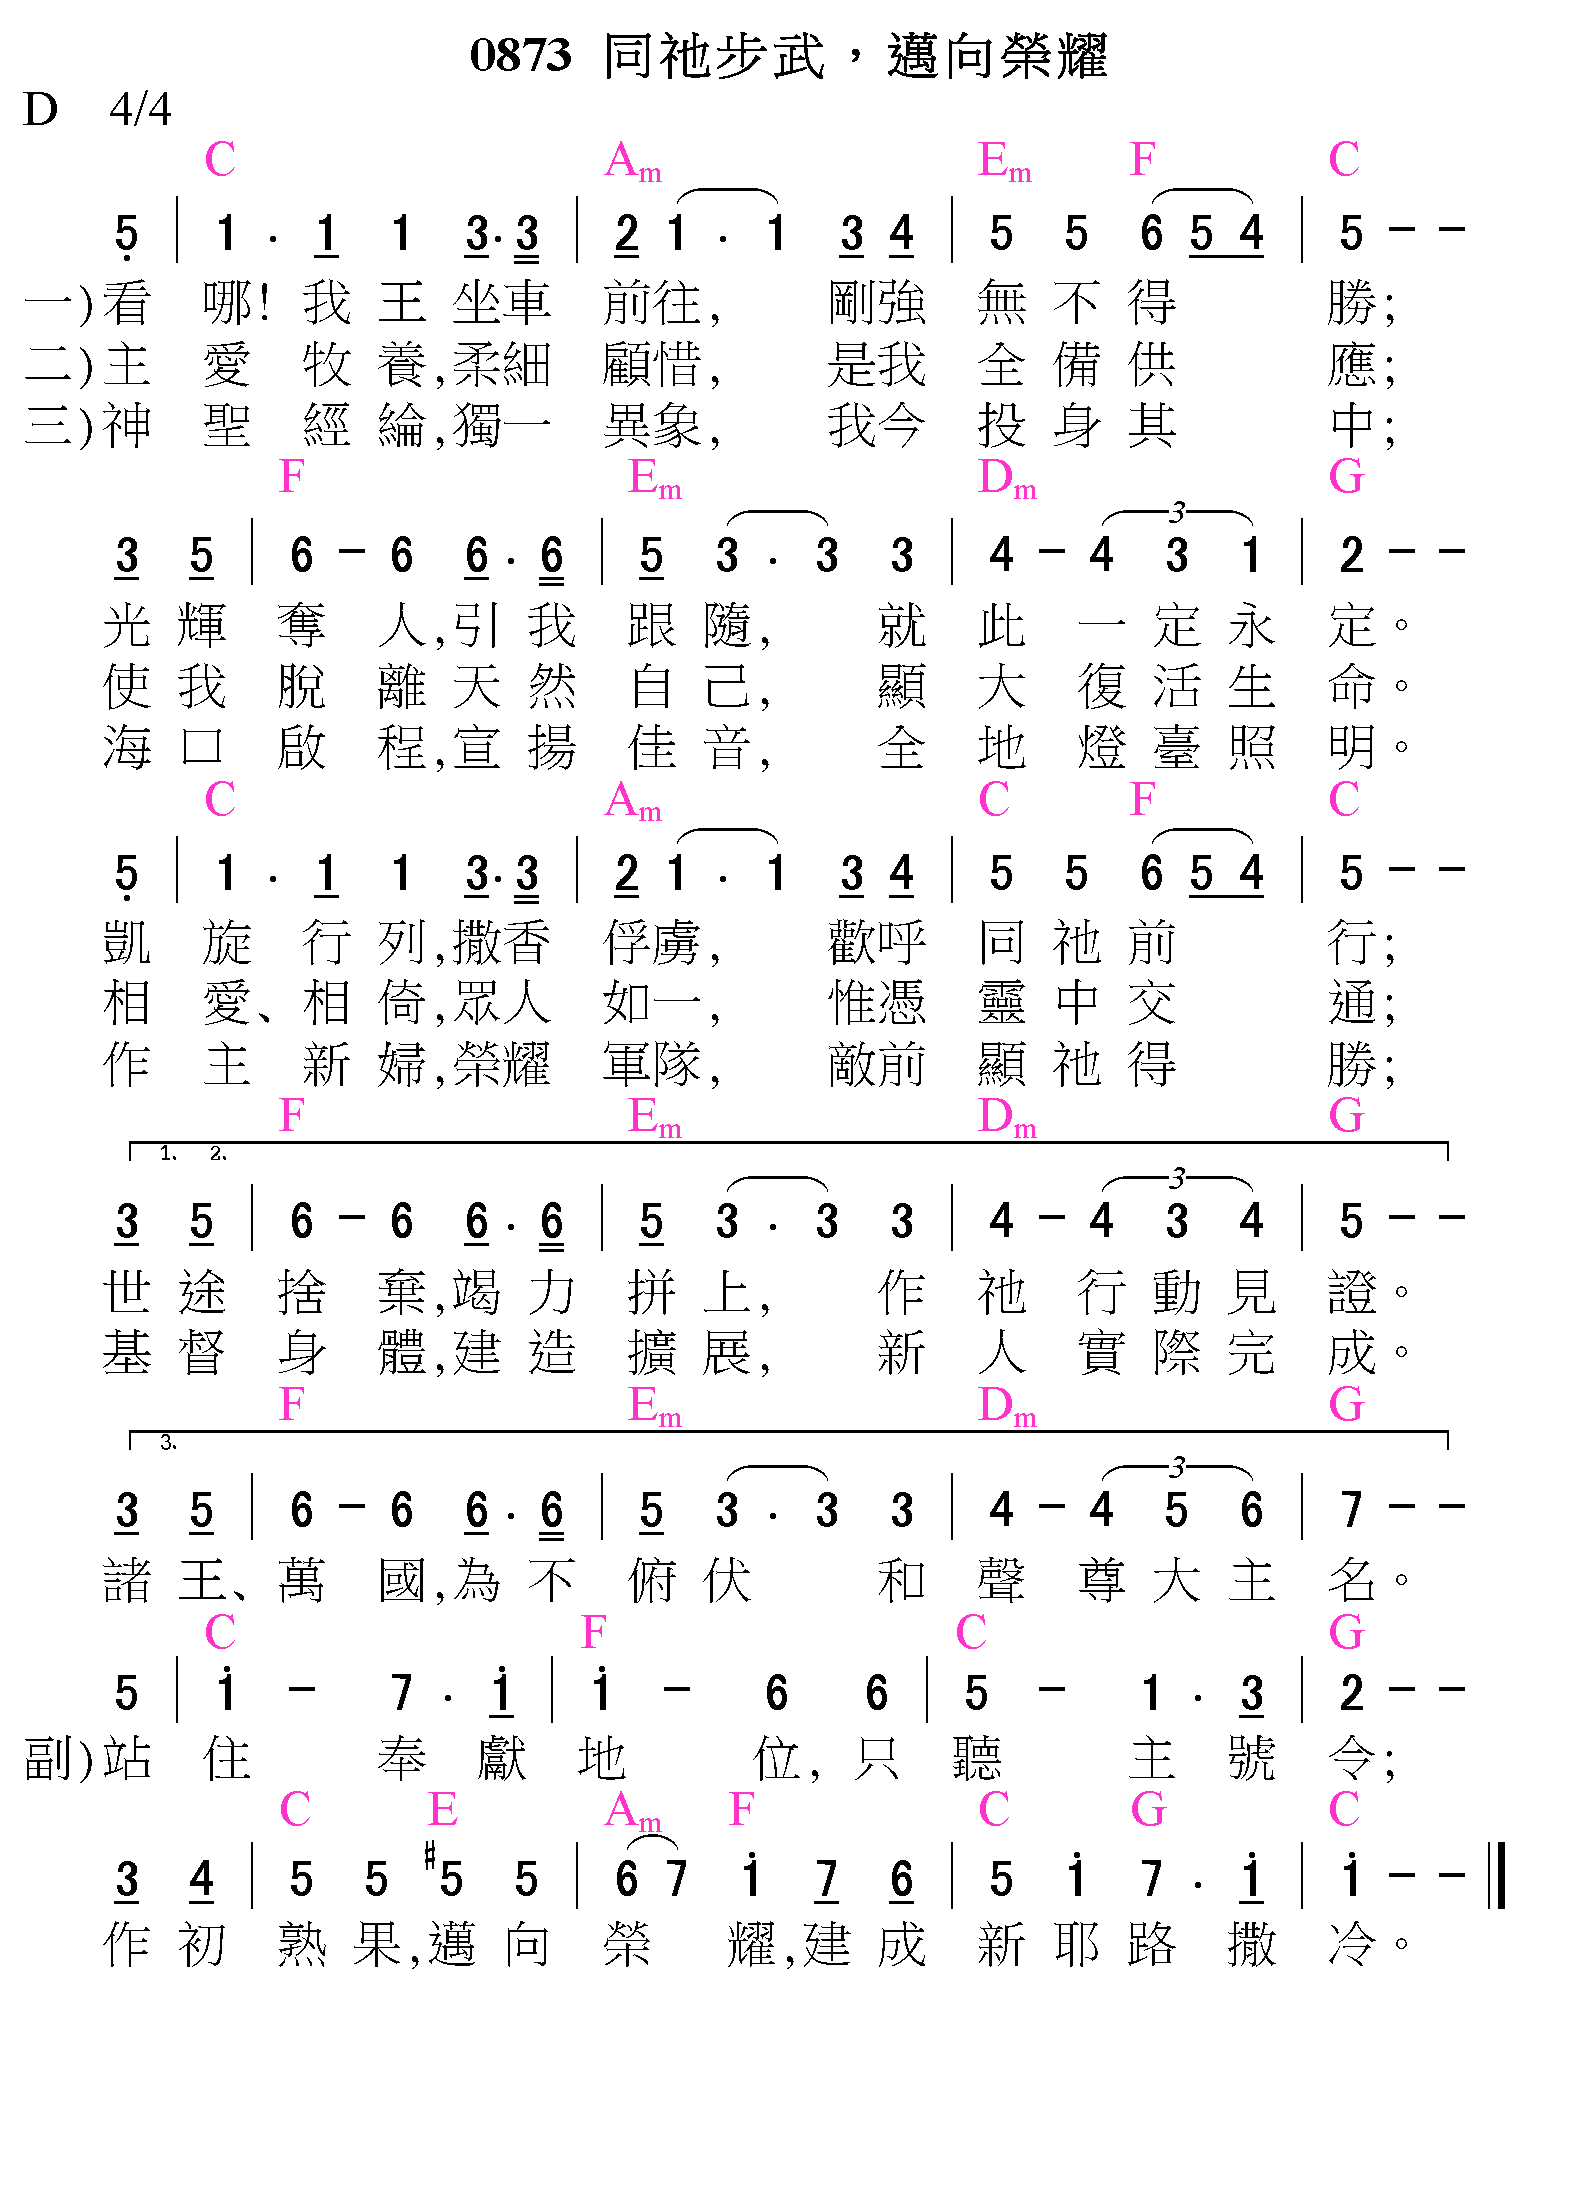 0873 同祂步武，邁向榮耀
D 4/4
C Am Em F C
5̣ | 1 . 1 1 3. 3 | 2 1 . 1 3 4 | 5 5 6 5 4 | 5 - -
一)看 哪! 我 王 坐車 前往, 剛強 無 不 得 勝;
二)主 愛 牧 養,柔細 顧惜, 是我 全 備 供 應;
三)神 聖 經 綸,獨一 異象, 我今 投 身 其 中;
F Em Dm G
3 5 | 6 - 6 6 . 6 | 5 3 . 3 3 | 4 - 4 3 1 | 2 - -
3
光 輝 奪 人,引 我 跟 隨, 就 此 一 定 永 定。
使 我 脫 離 天 然 自 己, 顯 大 復 活 生 命。
海 口 啟 程,宣 揚 佳 音, 全 地 燈 臺 照 明。
C Am C F C
5̣ | 1 . 1 1 3. 3 | 2 1 . 1 3 4 | 5 5 6 5 4 | 5 - -
凱 旋 行 列,撒香 俘虜, 歡呼 同 祂 前 行;
相 愛、相 倚,眾人 如一, 惟憑 靈 中 交 通;
作 主 新 婦,榮耀 軍隊, 敵前 顯 祂 得 勝;
F Em Dm G
1. 2.
3
3 5 | 6 - 6 6 . 6 | 5 3 . 3 3 | 4 - 4 3 4 | 5 - -
世 途 捨 棄,竭 力 拼 上, 作 祂 行 動 見 證。
基 督 身 體,建 造 擴 展, 新 人 實 際 完 成。
F Em Dm G
3.
3
3 5 | 6 - 6 6 . 6 | 5 3 . 3 3 | 4 - 4 5 6 | 7 - -
諸 王、萬 國,為 不 俯 伏 和 聲 尊 大 主 名。
C F C G
5 | i - 7 . i | i - 6 6 | 5 - 1 . 3 | 2 - -
副)站 住 奉 獻 地 位, 只 聽 主 號 令;
C E Am F C G C
3 4 | 5 5 #5 5 | 6 7 i 7 6 | 5 i 7 . i | i - -
作 初 熟 果,邁 向 榮 耀,建 成 新 耶 路 撒 冷。